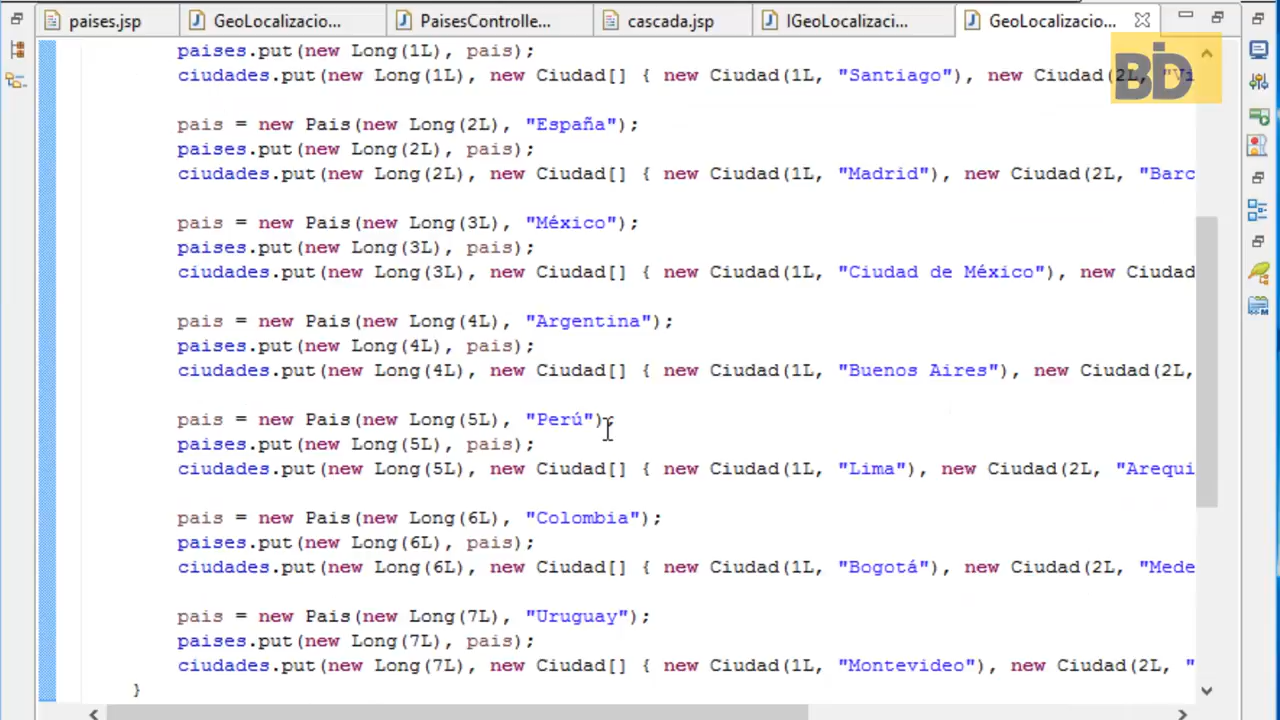 paises.jsp GeoLocalizacio... PaisesControlle... cascada.jsp IGeoLocalizaci... GeoLocalizacio...
BiD
paises.put(new Long(1L), pais);
ciudades.put(new Long(1L), new Ciudad[] { new Ciudad(1L, "Santiago"), new Ciudad(2L, "Vi
pais = new Pais(new Long(2L), "España");
paises.put(new Long(2L), pais);
ciudades.put(new Long(2L), new Ciudad[] { new Ciudad(1L, "Madrid"), new Ciudad(2L, "Barc
pais = new Pais(new Long(3L), "México");
paises.put(new Long(3L), pais);
ciudades.put(new Long(3L), new Ciudad[] { new Ciudad(1L, "Ciudad de México"), new Ciudad
pais = new Pais(new Long(4L), "Argentina");
paises.put(new Long(4L), pais);
ciudades.put(new Long(4L), new Ciudad[] { new Ciudad(1L, "Buenos Aires"), new Ciudad(2L,
pais = new Pais(new Long(5L), "Perú");
paises.put(new Long(5L), pais);
ciudades.put(new Long(5L), new Ciudad[] { new Ciudad(1L, "Lima"), new Ciudad(2L, "Arequi
pais = new Pais(new Long(6L), "Colombia");
paises.put(new Long(6L), pais);
ciudades.put(new Long(6L), new Ciudad[] { new Ciudad(1L, "Bogotá"), new Ciudad(2L, "Mede
pais = new Pais(new Long(7L), "Uruguay");
paises.put(new Long(7L), pais);
ciudades.put(new Long(7L), new Ciudad[] { new Ciudad(1L, "Montevideo"), new Ciudad(2L, "
}